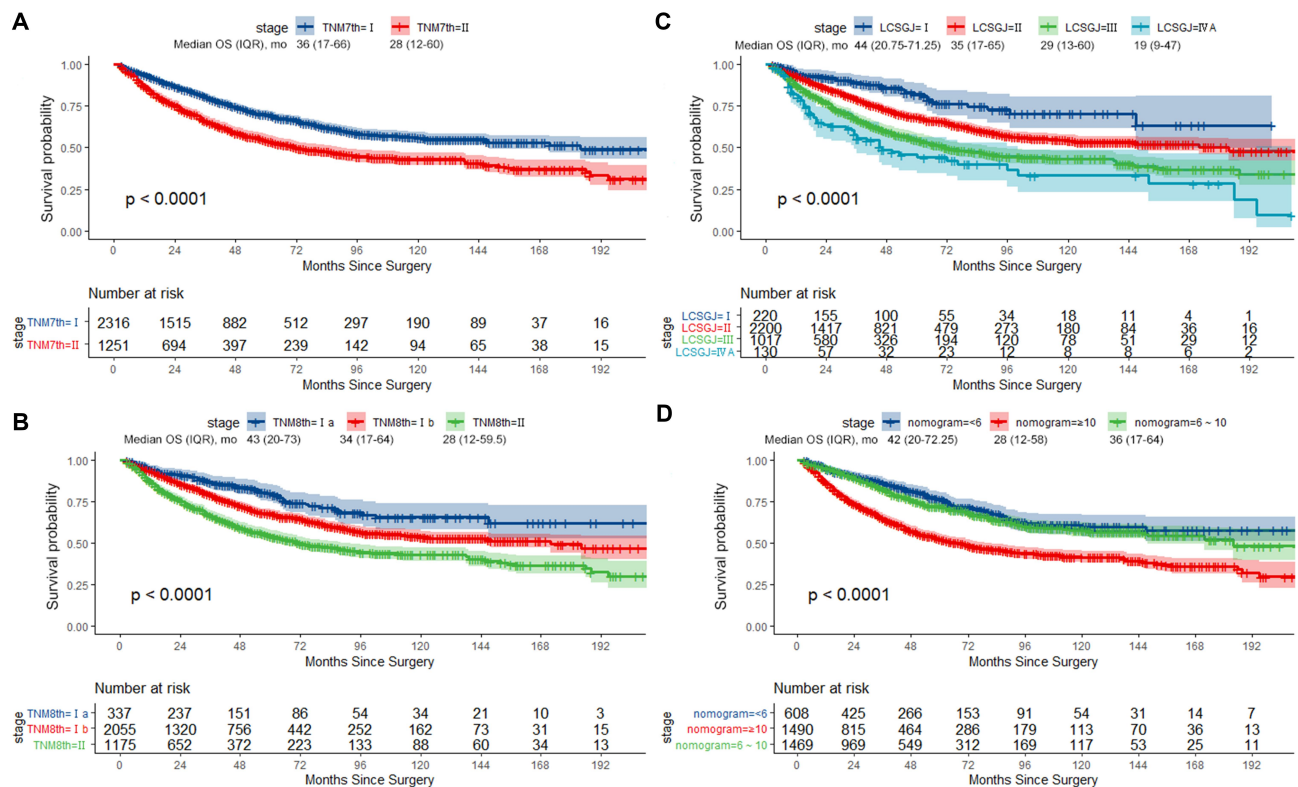 A
stage TNM7th= I TNM7th=II
Median OS (IQR), mo 36 (17-66) 28 (12-60)
Survival probability
1.00
0.75
0.50
0.25
0.00
p < 0.0001
0 24 48 72 96 120 144 168 192
Months Since Surgery
Number at risk
stage
TNM7th= I 2316 1515 882 512 297 190 89 37 16
TNM7th=II 1251 694 397 239 142 94 65 38 15
0 24 48 72 96 120 144 168 192
Months Since Surgery
B
stage TNM8th= I a TNM8th= I b TNM8th=II
Median OS (IQR), mo 43 (20-73) 34 (17-64) 28 (12-59.5)
Survival probability
1.00
0.75
0.50
0.25
0.00
p < 0.0001
0 24 48 72 96 120 144 168 192
Months Since Surgery
Number at risk
stage
TNM8th= I a 337 237 151 86 54 34 21 10 3
TNM8th= I b 2055 1320 756 442 252 162 73 31 15
TNM8th=II 1175 652 372 223 133 88 60 34 13
0 24 48 72 96 120 144 168 192
Months Since Surgery
C
stage LCSGJ= I LCSGJ=II LCSGJ=III LCSGJ=IVA
Median OS (IQR), mo 44 (20.75-71.25) 35 (17-65) 29 (13-60) 19 (9-47)
Survival probability
1.00
0.75
0.50
0.25
0.00
p < 0.0001
0 24 48 72 96 120 144 168 192
Months Since Surgery
Number at risk
stage
LCSGJ= I 220 155 100 55 34 18 11 4 1
LCSGJ=II 2200 1417 821 479 273 180 84 36 16
LCSGJ=III 1017 580 326 194 120 78 51 29 12
LCSGJ=IVA 130 57 32 23 12 8 8 6 2
0 24 48 72 96 120 144 168 192
Months Since Surgery
D
stage nomogram=<6 nomogram=≥10 nomogram=6 ~ 10
Median OS (IQR), mo 42 (20-72.25) 28 (12-58) 36 (17-64)
Survival probability
1.00
0.75
0.50
0.25
0.00
p < 0.0001
0 24 48 72 96 120 144 168 192
Months Since Surgery
Number at risk
stage
nomogram=<6 608 425 266 153 91 54 31 14 7
nomogram=≥10 1490 815 464 286 179 113 70 36 13
nomogram=6 ~ 10 1469 969 549 312 169 117 53 25 11
0 24 48 72 96 120 144 168 192
Months Since Surgery